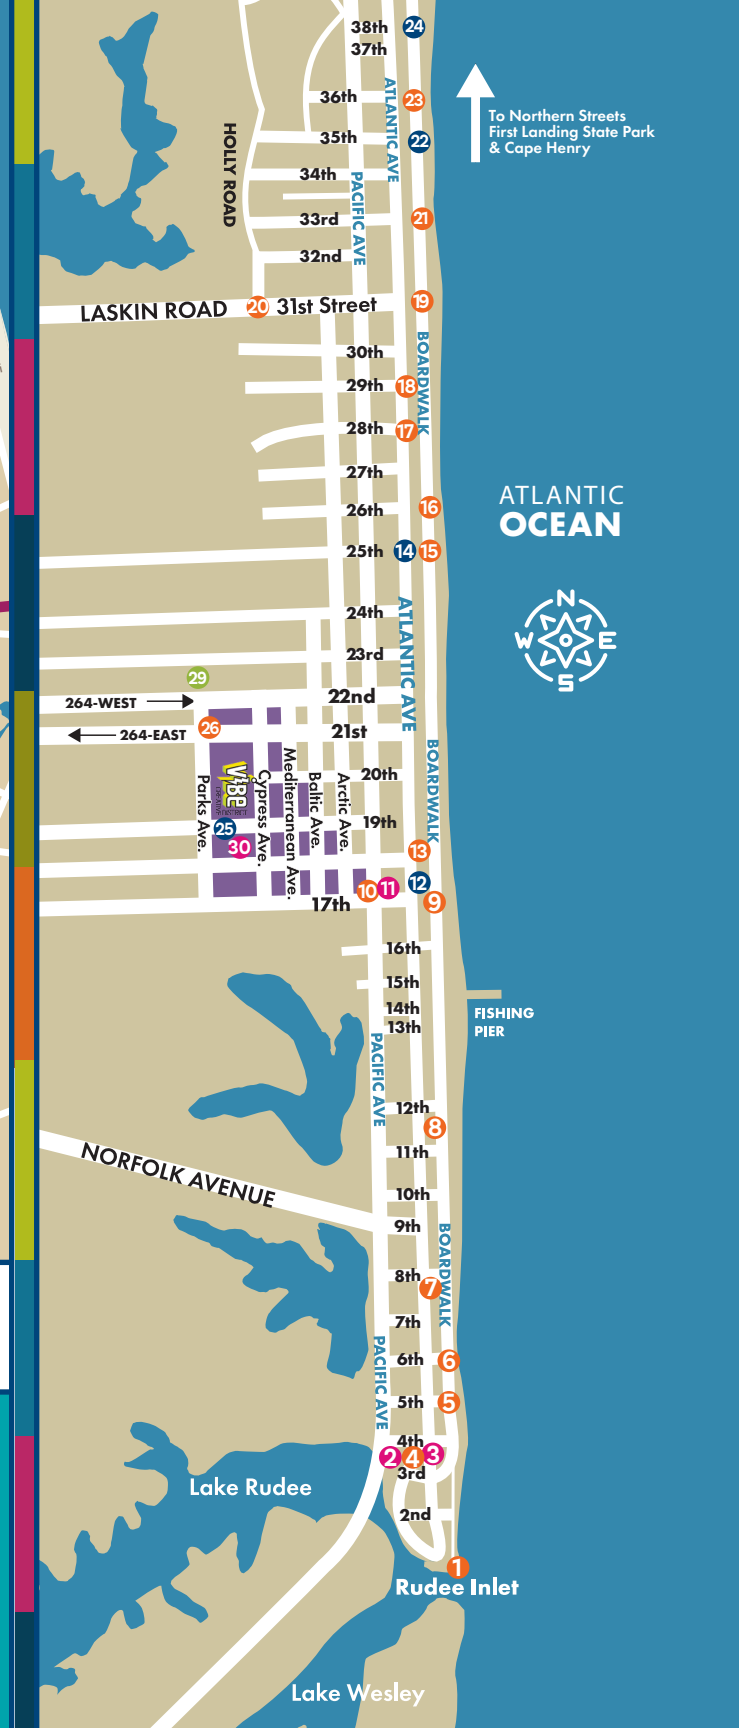 38th
24
37th
ATLANTIC AVE
36th
23
To Northern Streets
First Landing State Park
& Cape Henry
HOLLY ROAD
35th
22
34th
PACIFIC AVE
33rd
21
32nd
LASKIN ROAD
20
31st Street
19
BOARDWALK
30th
29th
18
28th
17
27th
26th
16
ATLANTIC
OCEAN
25th
14
15
N
W
E
S
24th
ATLANTIC AVE
23rd
29
264-WEST
22nd
26
264-EAST
21st
BOARDWALK
ViBE
CREATIVE DISTRICT
Parks Ave.
Cypress Ave.
Mediterranean Ave.
Baltic Ave.
Arctic Ave.
20th
19th
25
30
13
10
11
12
9
17th
16th
15th
14th
13th
FISHING
PIER
PACIFIC AVE
12th
8
11th
NORFOLK AVENUE
10th
9th
BOARDWALK
8th
7
7th
PACIFIC AVE
6th
6
5th
5
4th
2
4
3
3rd
Lake Rudee
2nd
1
Rudee Inlet
Lake Wesley